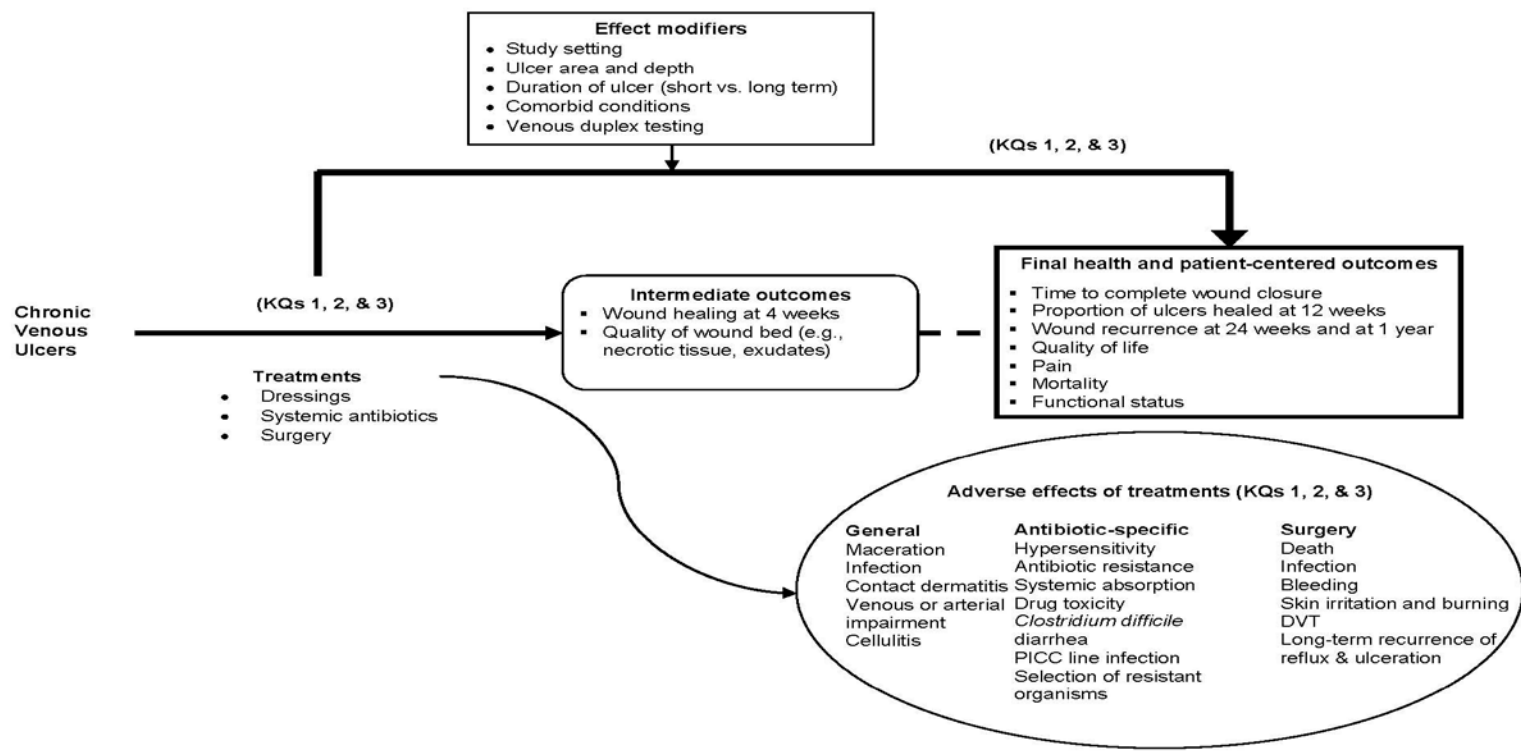 Effect modifiers
• Study setting
• Ulcer area and depth
• Duration of ulcer (short vs. long term)
• Comorbid conditions
• Venous duplex testing
(KQs 1, 2, & 3)
Chronic
Venous
Ulcers
(KQs 1, 2, & 3)
Treatments
• Dressings
• Systemic antibiotics
• Surgery
Intermediate outcomes
▪ Wound healing at 4 weeks
▪ Quality of wound bed (e.g.,
necrotic tissue, exudates)
Final health and patient-centered outcomes
▪ Time to complete wound closure
▪ Proportion of ulcers healed at 12 weeks
▪ Wound recurrence at 24 weeks and at 1 year
▪ Quality of life
▪ Pain
▪ Mortality
▪ Functional status
Adverse effects of treatments (KQs 1, 2, & 3)
General
Maceration
Infection
Contact dermatitis
Venous or arterial
impairment
Cellulitis
Antibiotic-specific
Hypersensitivity
Antibiotic resistance
Systemic absorption
Drug toxicity
Clostridium difficile
diarrhea
PICC line infection
Selection of resistant
organisms
Surgery
Death
Infection
Bleeding
Skin irritation and burning
DVT
Long-term recurrence of
reflux & ulceration